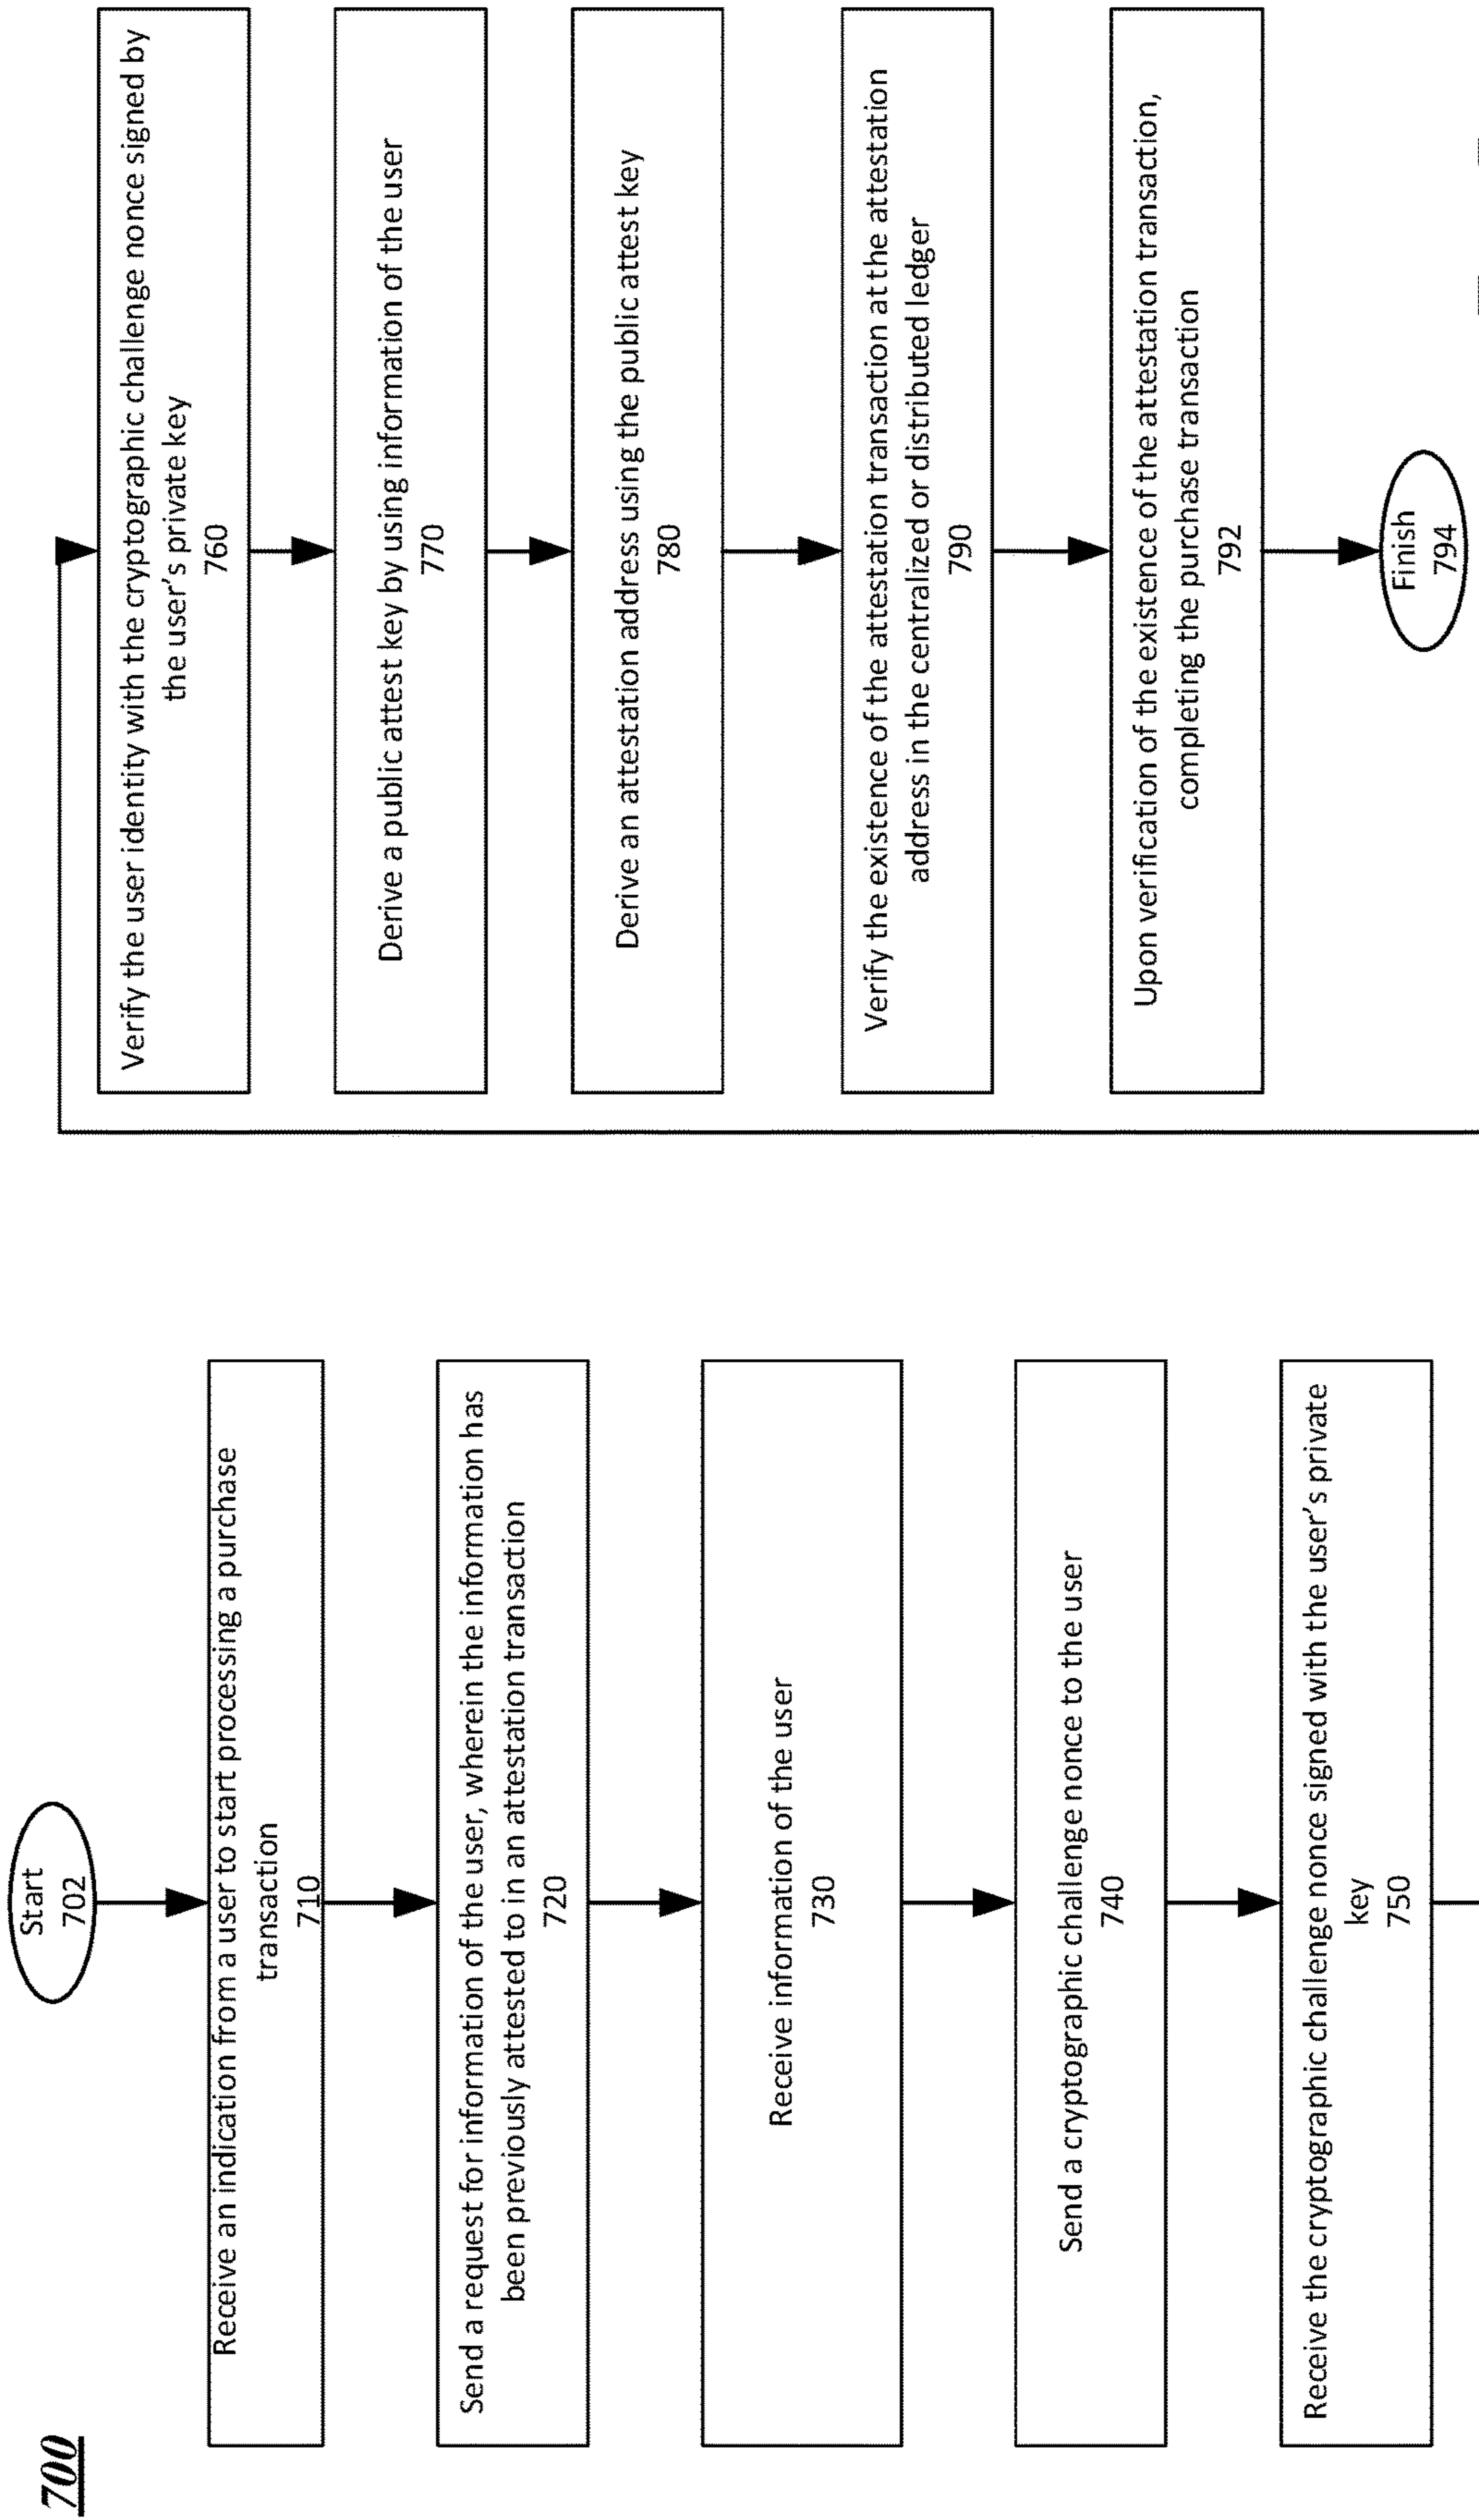 700
Start
702
Receive an indication from a user to start processing a purchase
transaction
710
Send a request for information of the user, wherein the information has
been previously attested to in an attestation transaction
720
Receive information of the user
730
Send a cryptographic challenge nonce to the user
740
Receive the cryptographic challenge nonce signed with the user's private
key
750
Verify the user identity with the cryptographic challenge nonce signed by
the user's private key
760
Derive a public attest key by using information of the user
770
Derive an attestation address using the public attest key
780
Verify the existence of the attestation transaction at the attestation
address in the centralized or distributed ledger
790
Upon verification of the existence of the attestation transaction,
completing the purchase transaction
792
Finish
794